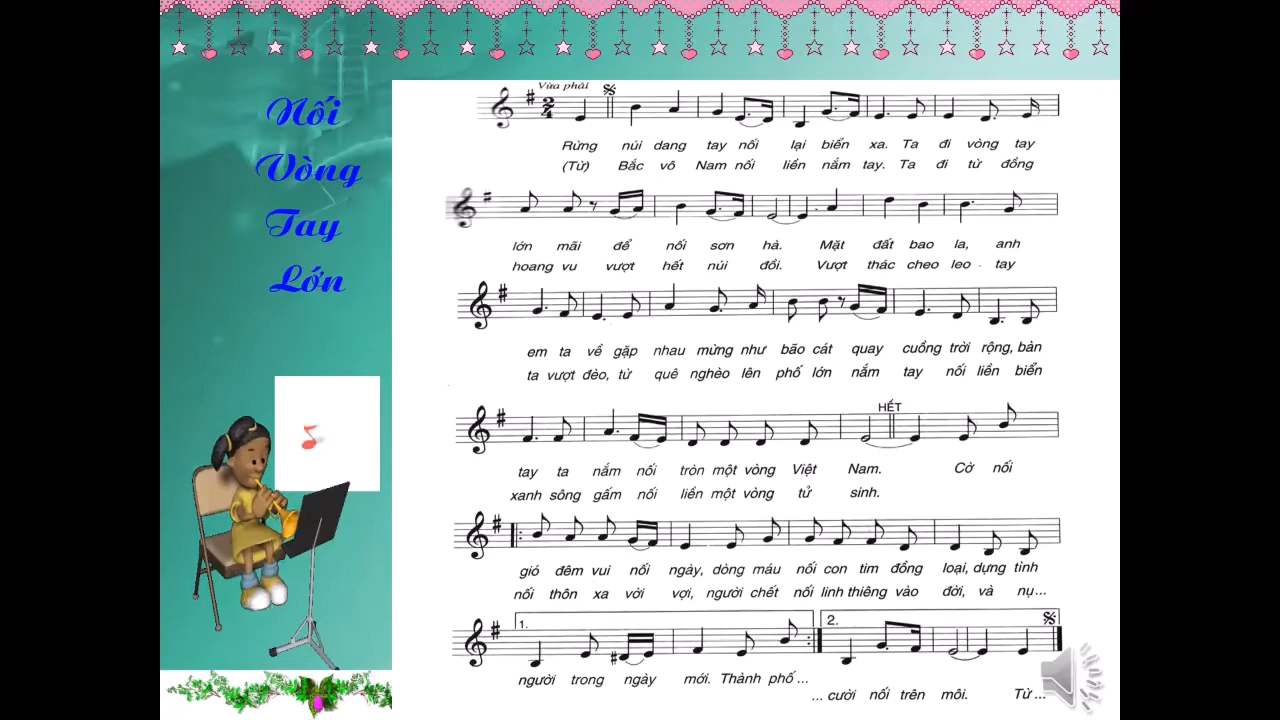 Nối
Vòng
Tay
Lớn
Vừa phải
2
4
Rừng núi dang tay nối lại biển xa. Ta đi vòng tay
(Từ) Bắc vô Nam nối liền nắm tay. Ta đi từ đồng
lớn mãi để nối sơn hà. Mặt đất bao la, anh
hoang vu vượt hết núi đồi. Vượt thác cheo leo tay
em ta về gặp nhau mừng như bão cát quay cuồng trời rộng, bàn
ta vượt đèo, từ quê nghèo lên phố lớn nắm tay nối liền biển
HẾT
tay ta nắm nối tròn một vòng Việt Nam. Cờ nối
xanh sông gấm nối liền một vòng tử sinh.
gió đêm vui nối ngày, dòng máu nối con tim đồng loại, dựng tình
nối thôn xa vời vợi, người chết nối linh thiêng vào đời, và nụ...
1. 2.
người trong ngày mới. Thành phố ...
... cười nối trên môi. Từ ...